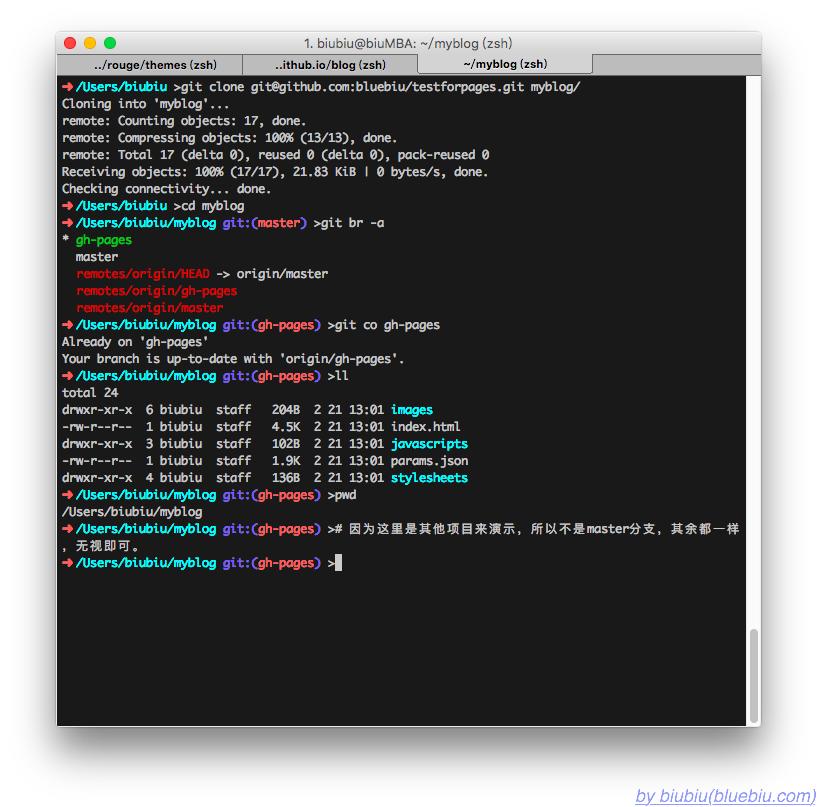 1. biubiu@biuMBA: ~/myblog (zsh)
../rouge/themes (zsh) ..ithub.io/blog (zsh) ~/myblog (zsh)
➜ /Users/biubiu >git clone git@github.com:bluebiu/testforpages.git myblog/
Cloning into 'myblog'...
remote: Counting objects: 17, done.
remote: Compressing objects: 100% (13/13), done.
remote: Total 17 (delta 0), reused 0 (delta 0), pack-reused 0
Receiving objects: 100% (17/17), 21.83 KiB | 0 bytes/s, done.
Checking connectivity... done.
➜ /Users/biubiu >cd myblog
➜ /Users/biubiu/myblog git:(master) >git br -a
* gh-pages
master
remotes/origin/HEAD -> origin/master
remotes/origin/gh-pages
remotes/origin/master
➜ /Users/biubiu/myblog git:(gh-pages) >git co gh-pages
Already on 'gh-pages'
Your branch is up-to-date with 'origin/gh-pages'.
➜ /Users/biubiu/myblog git:(gh-pages) >ll
total 24
drwxr-xr-x 6 biubiu staff 204B 2 21 13:01 images
-rw-r--r-- 1 biubiu staff 4.5K 2 21 13:01 index.html
drwxr-xr-x 3 biubiu staff 102B 2 21 13:01 javascripts
-rw-r--r-- 1 biubiu staff 1.9K 2 21 13:01 params.json
drwxr-xr-x 4 biubiu staff 136B 2 21 13:01 stylesheets
➜ /Users/biubiu/myblog git:(gh-pages) >pwd
/Users/biubiu/myblog
➜ /Users/biubiu/myblog git:(gh-pages) ># 因为这里是其他项目来演示，所以不是master分支，其余都一样
，无视即可。
➜ /Users/biubiu/myblog git:(gh-pages) >
by biubiu(bluebiu.com)